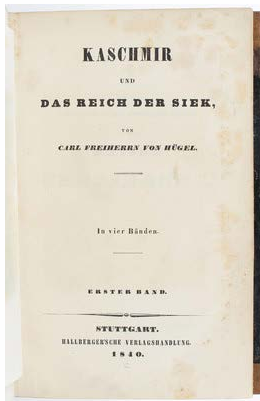 KASCHMIR
UND
DAS REICH DER SIEK,
VON
CARL FREIHERRN VON HÜGEL.
In vier Bänden.
ERSTER BAND.
STUTTGART.
HALLBERGER'SCHE VERLAGSHANDLUNG.
1840.